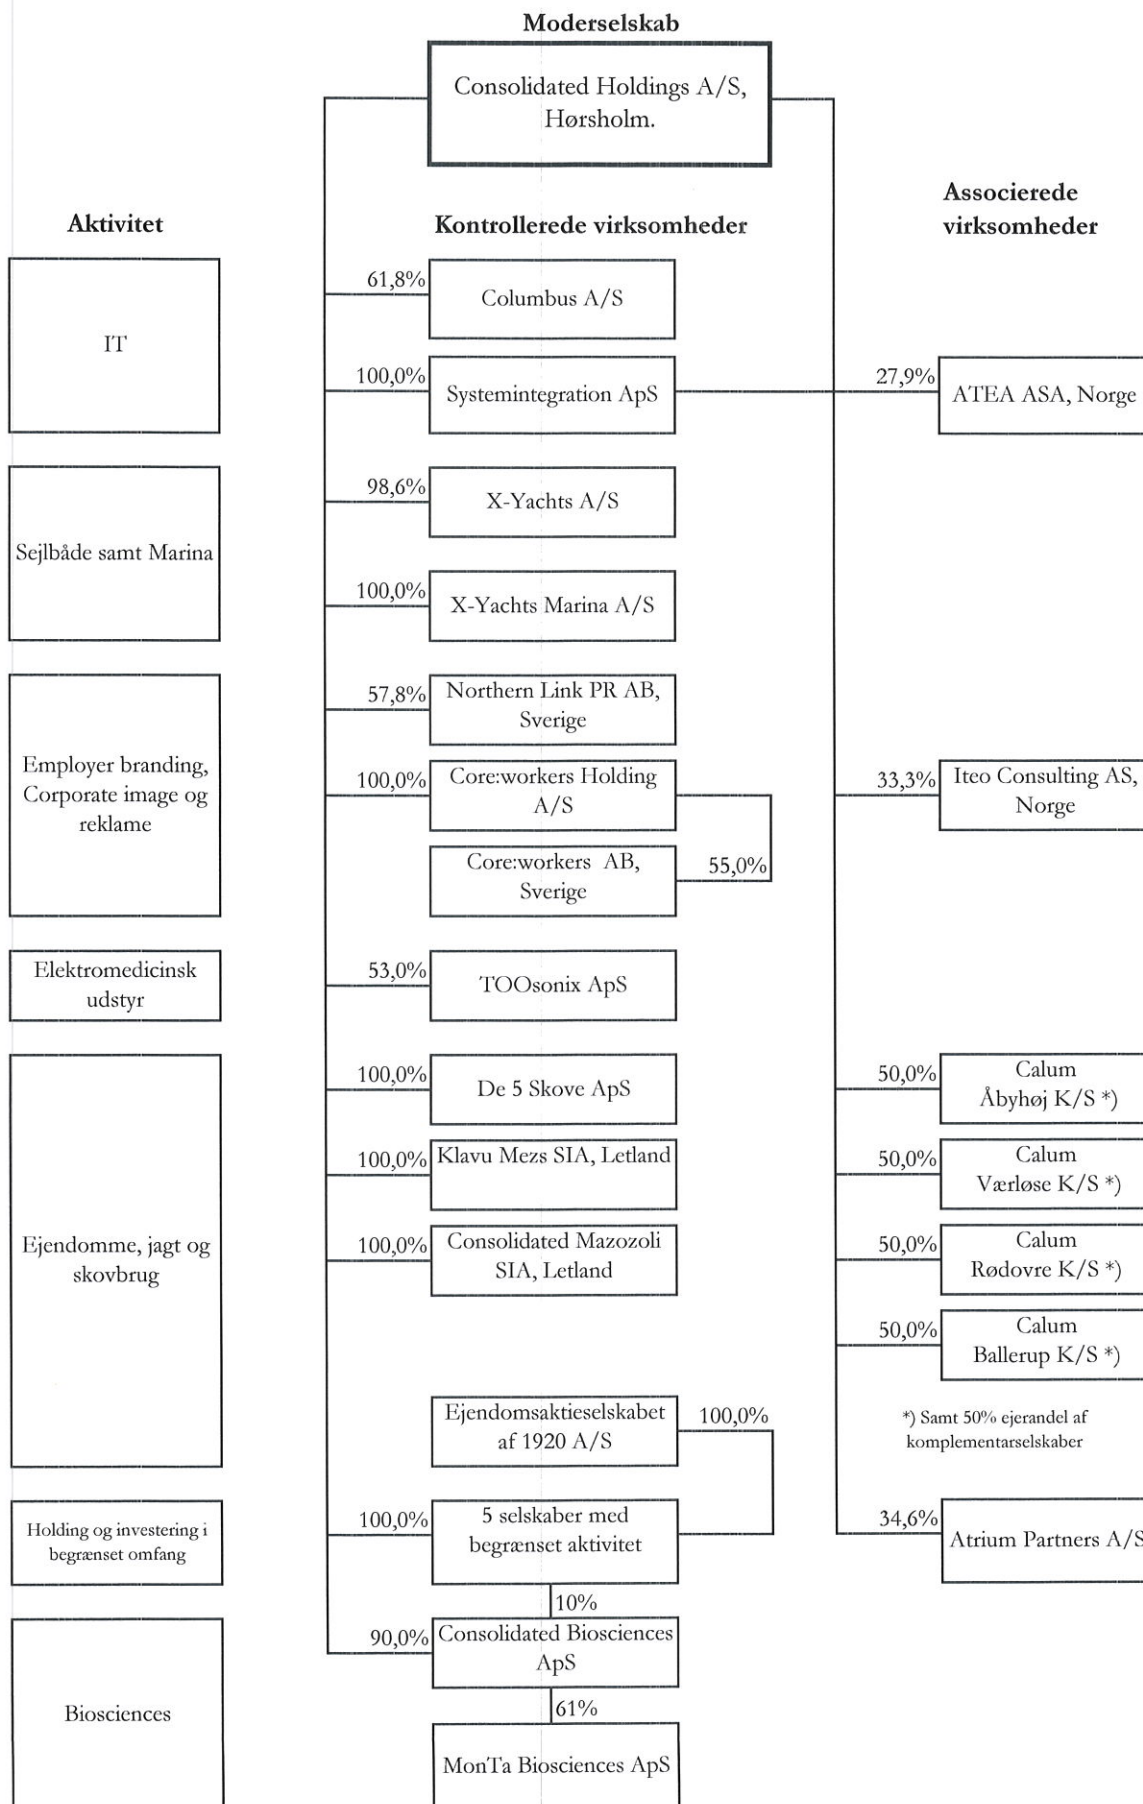 Moderselskab
Consolidated Holdings A/S,
Hørsholm.
Aktivitet
Kontrollerede virksomheder
Associerede
virksomheder
IT
61,8%
Columbus A/S
100,0%
Systemintegration ApS
27,9%
ATEA ASA, Norge
Sejlbåde samt Marina
98,6%
X-Yachts A/S
100,0%
X-Yachts Marina A/S
Employer branding,
Corporate image og
reklame
57,8%
Northern Link PR AB,
Sverige
100,0%
Core:workers Holding
A/S
33,3%
Iteo Consulting AS,
Norge
Core:workers AB,
Sverige
55,0%
Elektromedicinsk
udstyr
53,0%
TOOsonix ApS
Ejendomme, jagt og
skovbrug
100,0%
De 5 Skove ApS
50,0%
Calum
Åbyhøj K/S *)
100,0%
Klavu Mezs SIA, Letland
50,0%
Calum
Værløse K/S *)
100,0%
Consolidated Mazozoli
SIA, Letland
50,0%
Calum
Rødovre K/S *)
50,0%
Calum
Ballerup K/S *)
Ejendomsaktieselskabet
af 1920 A/S
100,0%
*) Samt 50% ejerandel af
komplementarselskaber
Holding og investering i
begrænset omfang
100,0%
5 selskaber med
begrænset aktivitet
34,6%
Atrium Partners A/S
10%
Biosciences
90,0%
Consolidated Biosciences
ApS
61%
MonTa Biosciences ApS